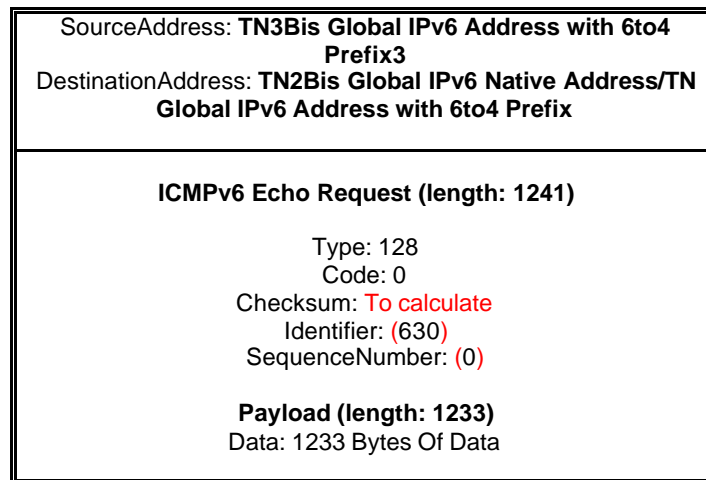 SourceAddress: TN3Bis Global IPv6 Address with 6to4
Prefix3
DestinationAddress: TN2Bis Global IPv6 Native Address/TN
Global IPv6 Address with 6to4 Prefix
ICMPv6 Echo Request (length: 1241)
Type: 128
Code: 0
Checksum: To calculate
Identifier: (630)
SequenceNumber: (0)
Payload (length: 1233)
Data: 1233 Bytes Of Data